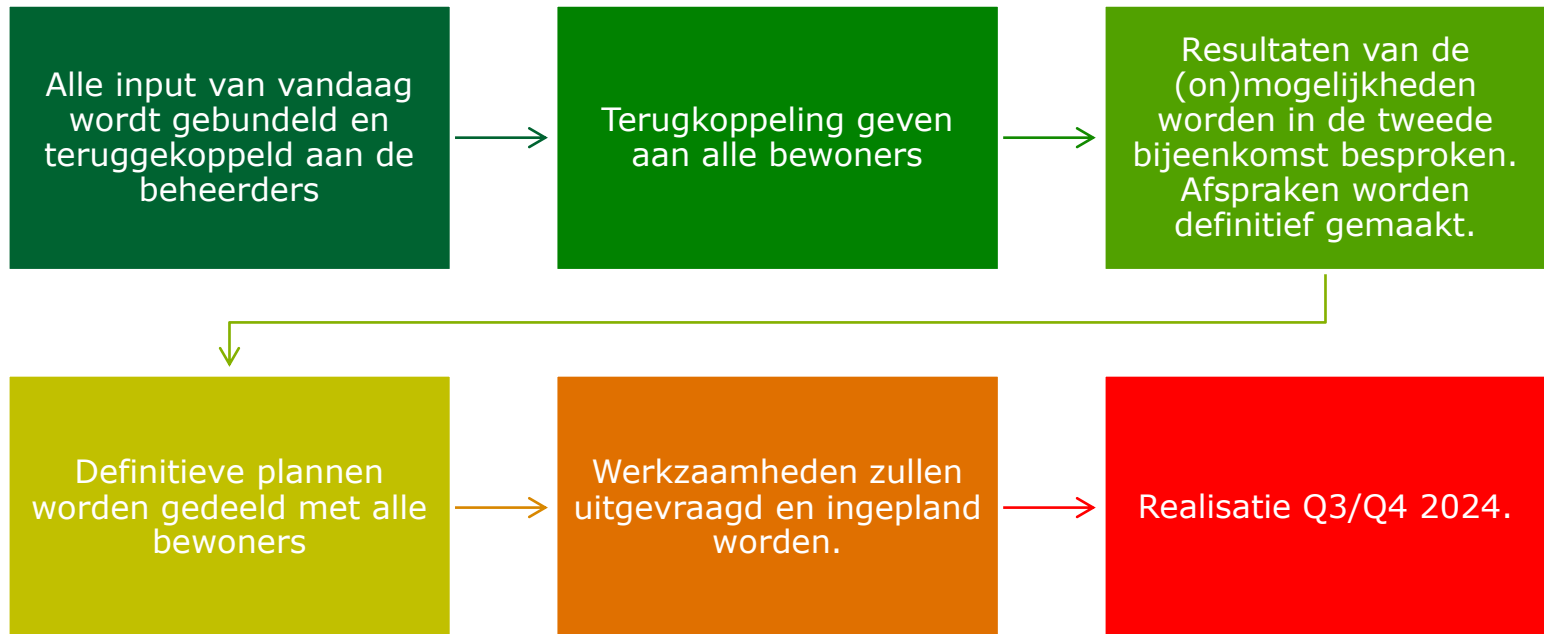 Alle input van vandaag
wordt gebundeld en
teruggekoppeld aan de
beheerders
Terugkoppeling geven
aan alle bewoners
Resultaten van de
(on)mogelijkheden
worden in de tweede
bijeenkomst besproken.
Afspraken worden
definitief gemaakt.
Definitieve plannen
worden gedeeld met alle
bewoners
Werkzaamheden zullen
uitgevraagd en ingepland
worden.
Realisatie Q3/Q4 2024.